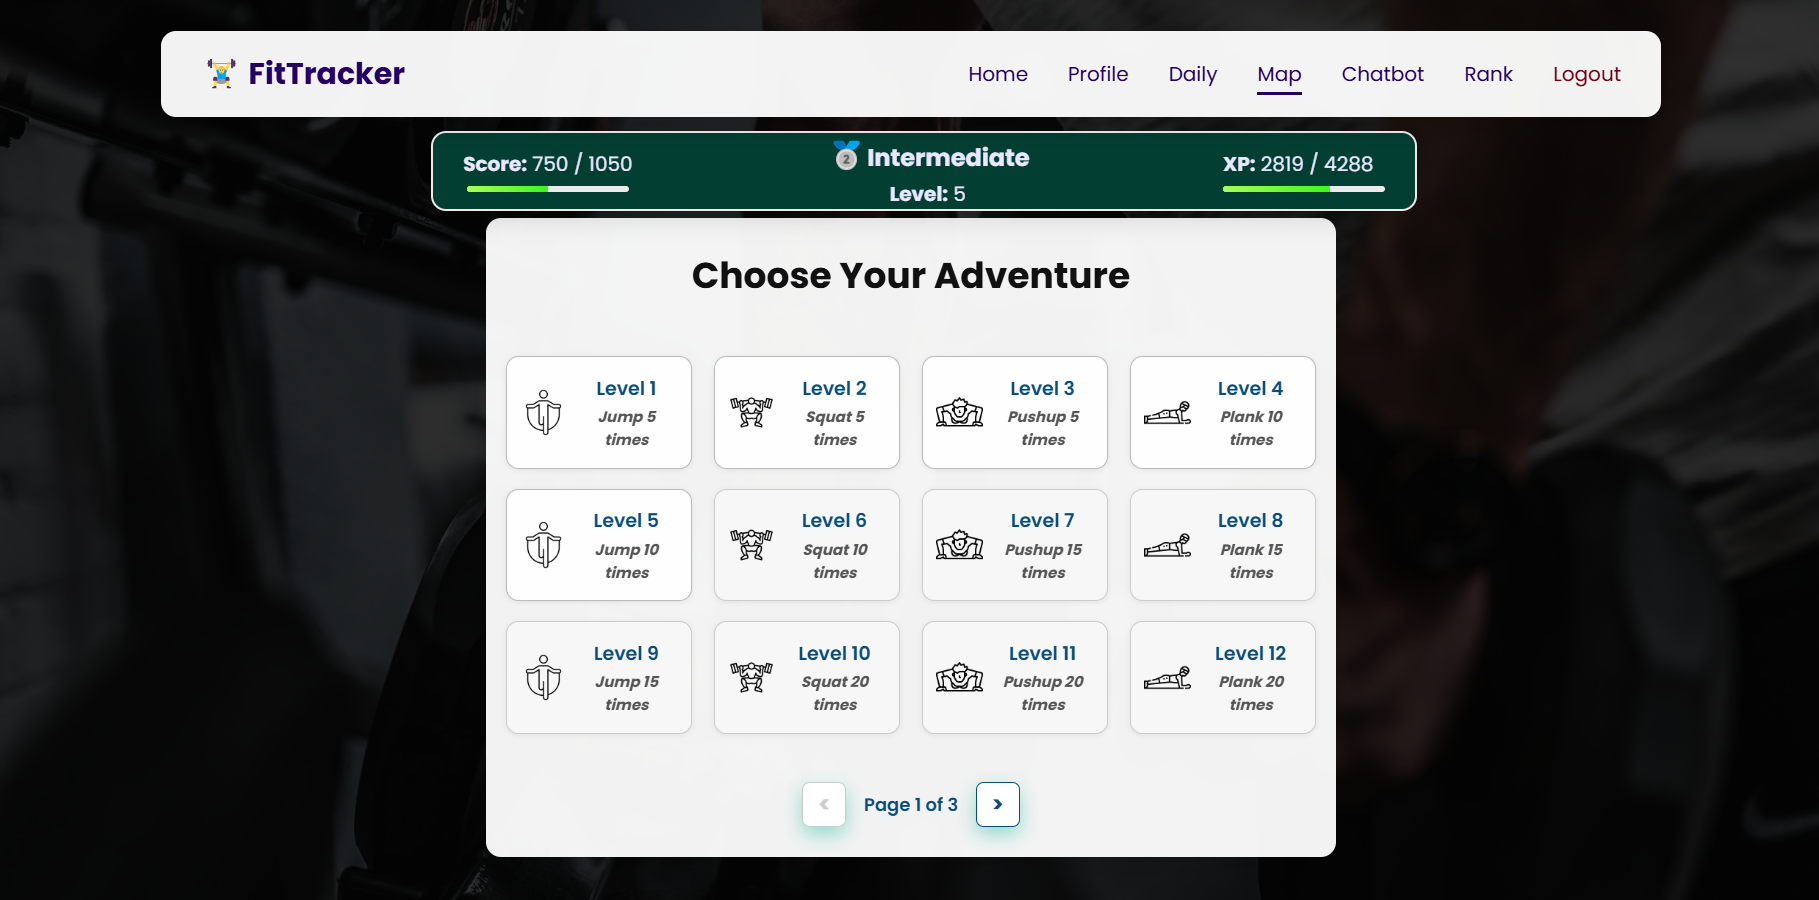 FitTracker
Home Profile Daily Map Chatbot Rank Logout
Score: 750 / 1050
2 Intermediate
Level: 5
XP: 2819 / 4288
Choose Your Adventure
Level 1
Jump 5
times
Level 2
Squat 5
times
Level 3
Pushup 5
times
Level 4
Plank 10
times
Level 5
Jump 10
times
Level 6
Squat 10
times
Level 7
Pushup 15
times
Level 8
Plank 15
times
Level 9
Jump 15
times
Level 10
Squat 20
times
Level 11
Pushup 20
times
Level 12
Plank 20
times
< Page 1 of 3 >